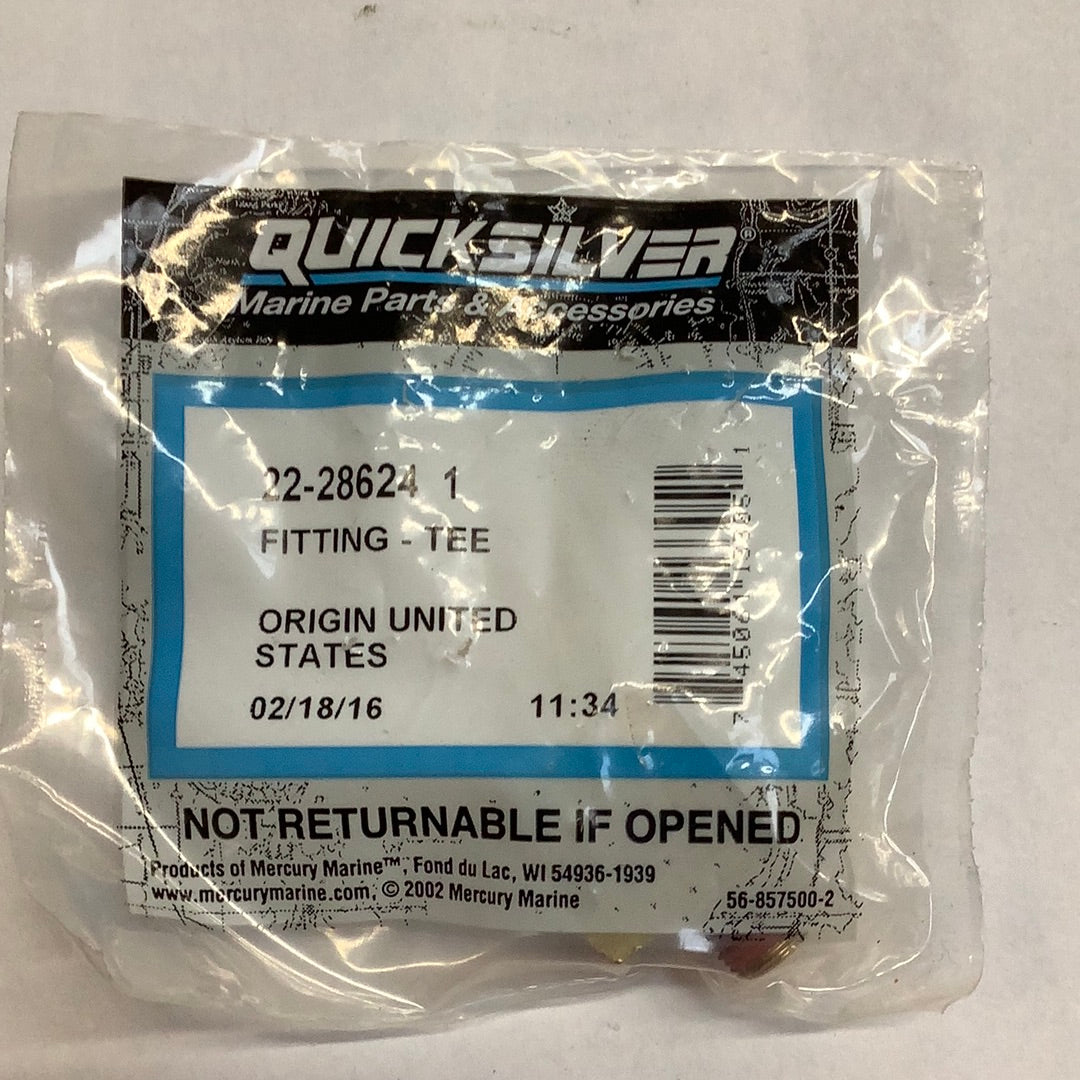 QUICKSILVER®
Marine Parts & Accessories
22-28624 1
FITTING - TEE
ORIGIN UNITED
STATES
02/18/16 11:34
1
7
NOT RETURNABLE IF OPENED
Products of Mercury Marine™, Fond du Lac, WI 54936-1939
www.mercurymarine.com, © 2002 Mercury Marine
56-857500-2